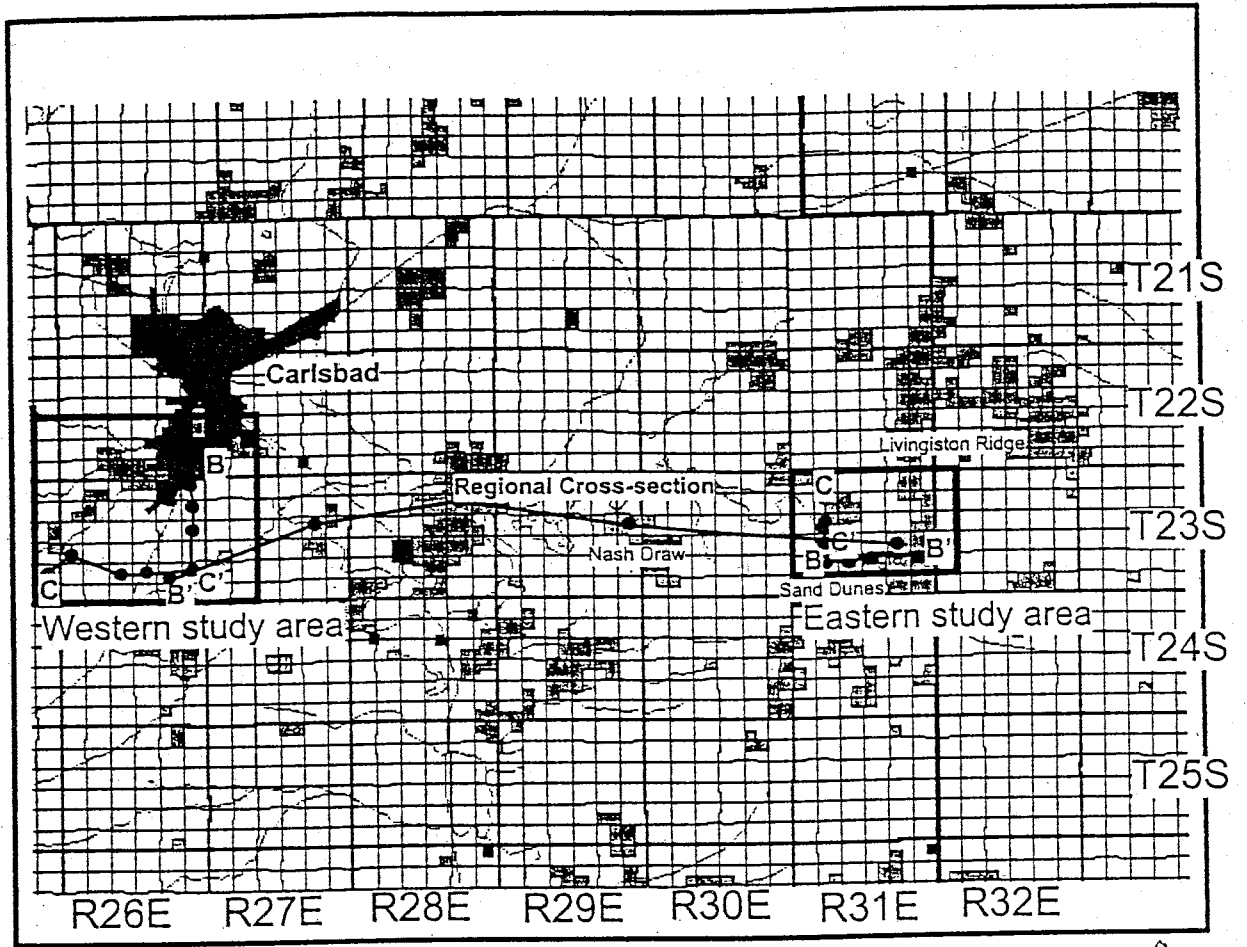 T21S
Carlsbad
T22S
Livingiston Ridge
B
C
Regional Cross-section
T23S
C'
Nash Draw
B
B'
C
B'
C'
Sand Dunes
Western study area
Eastern study area
T24S
T25S
R26E
R27E
R28E
R29E
R30E
R31E
R32E